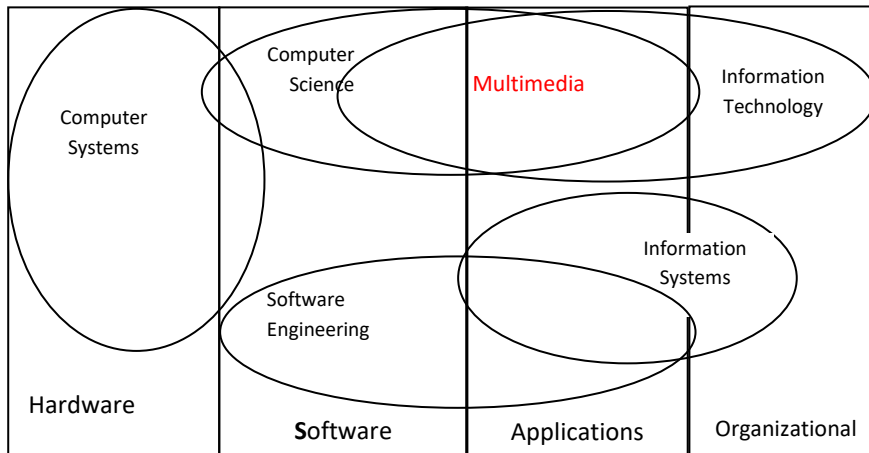 Computer
Science
Multimedia
Information
Technology
Computer
Systems
Information
Systems
Software
Engineering
Hardware
Software
Applications
Organizational